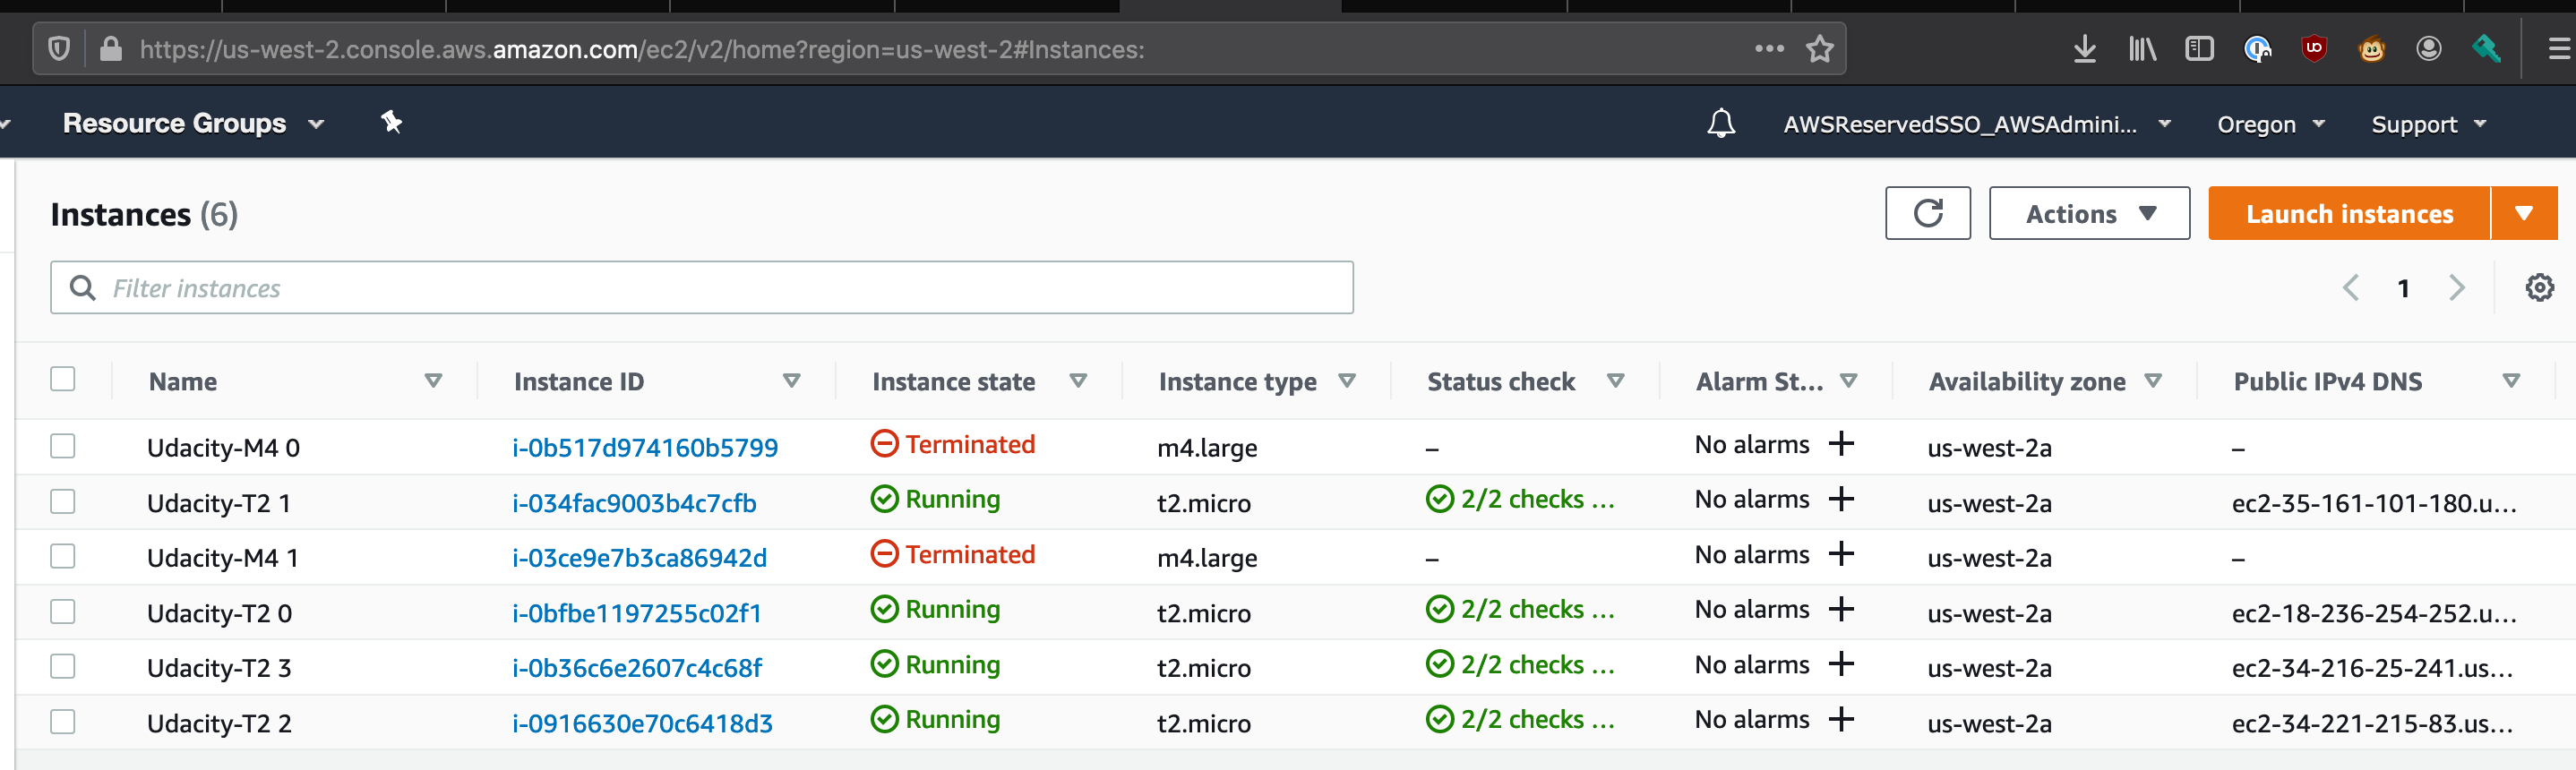 https://us-west-2.console.aws.amazon.com/ec2/v2/home?region=us-west-2#Instances:
Resource Groups AWSReservedSSO_AWSAdmini... Oregon Support
Instances (6) Actions Launch instances
Filter instances 1
Name Instance ID Instance state Instance type Status check Alarm St... Availability zone Public IPv4 DNS
Udacity-M4 0 i-0b517d974160b5799 Terminated m4.large – No alarms + us-west-2a –
Udacity-T2 1 i-034fac9003b4c7cfb Running t2.micro 2/2 checks ... No alarms + us-west-2a ec2-35-161-101-180.u...
Udacity-M4 1 i-03ce9e7b3ca86942d Terminated m4.large – No alarms + us-west-2a –
Udacity-T2 0 i-0bfbe1197255c02f1 Running t2.micro 2/2 checks ... No alarms + us-west-2a ec2-18-236-254-252.u...
Udacity-T2 3 i-0b36c6e2607c4c68f Running t2.micro 2/2 checks ... No alarms + us-west-2a ec2-34-216-25-241.us...
Udacity-T2 2 i-0916630e70c6418d3 Running t2.micro 2/2 checks ... No alarms + us-west-2a ec2-34-221-215-83.us...